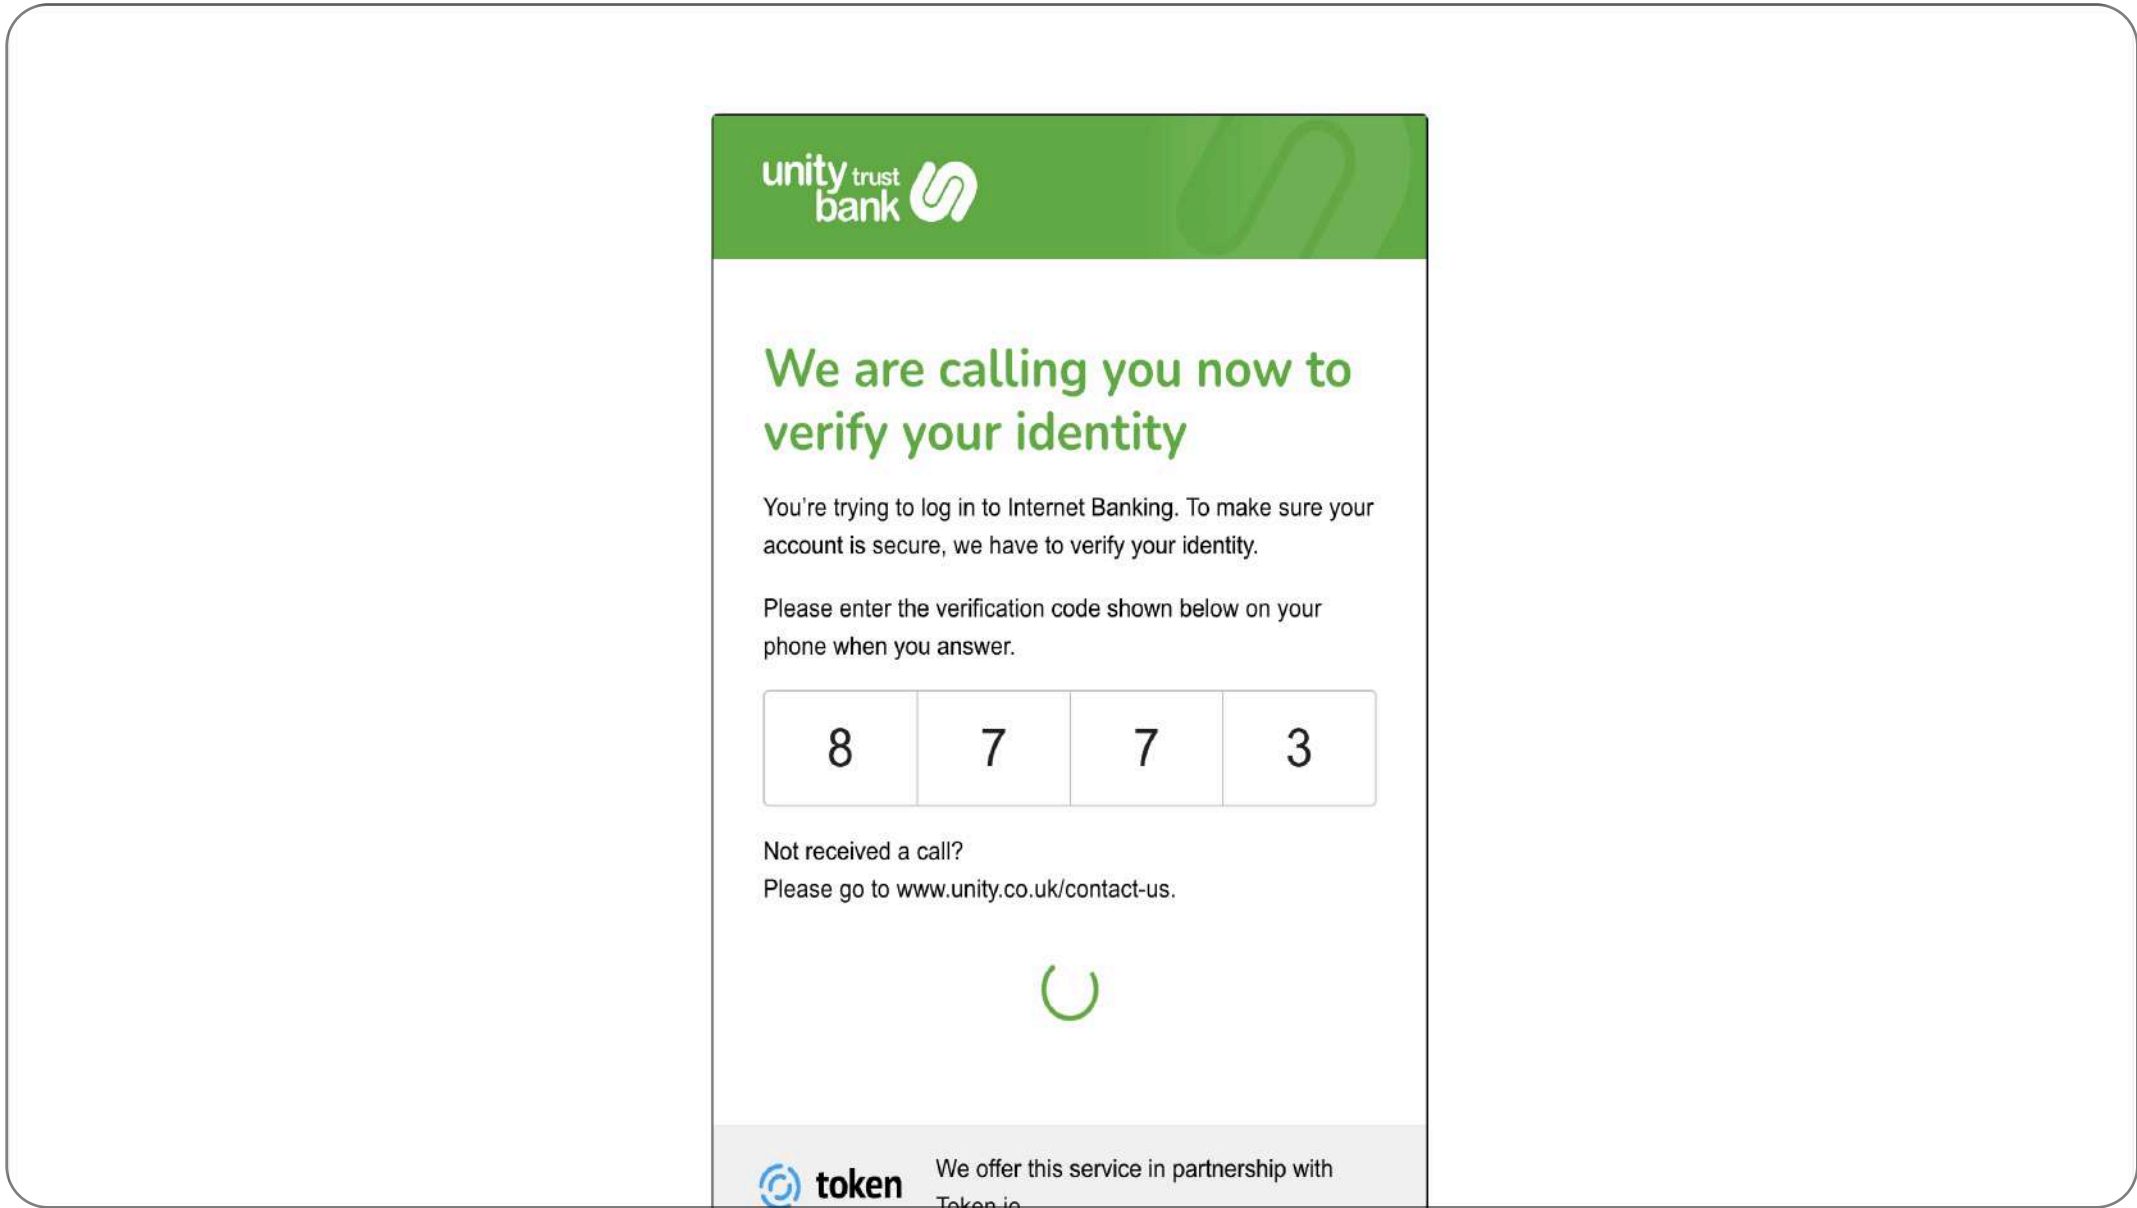 unity trust
bank
We are calling you now to
verify your identity
You're trying to log in to Internet Banking. To make sure your
account is secure, we have to verify your identity.
Please enter the verification code shown below on your
phone when you answer.
8 7 7 3
Not received a call?
Please go to www.unity.co.uk/contact-us.
token
We offer this service in partnership with
Token.io